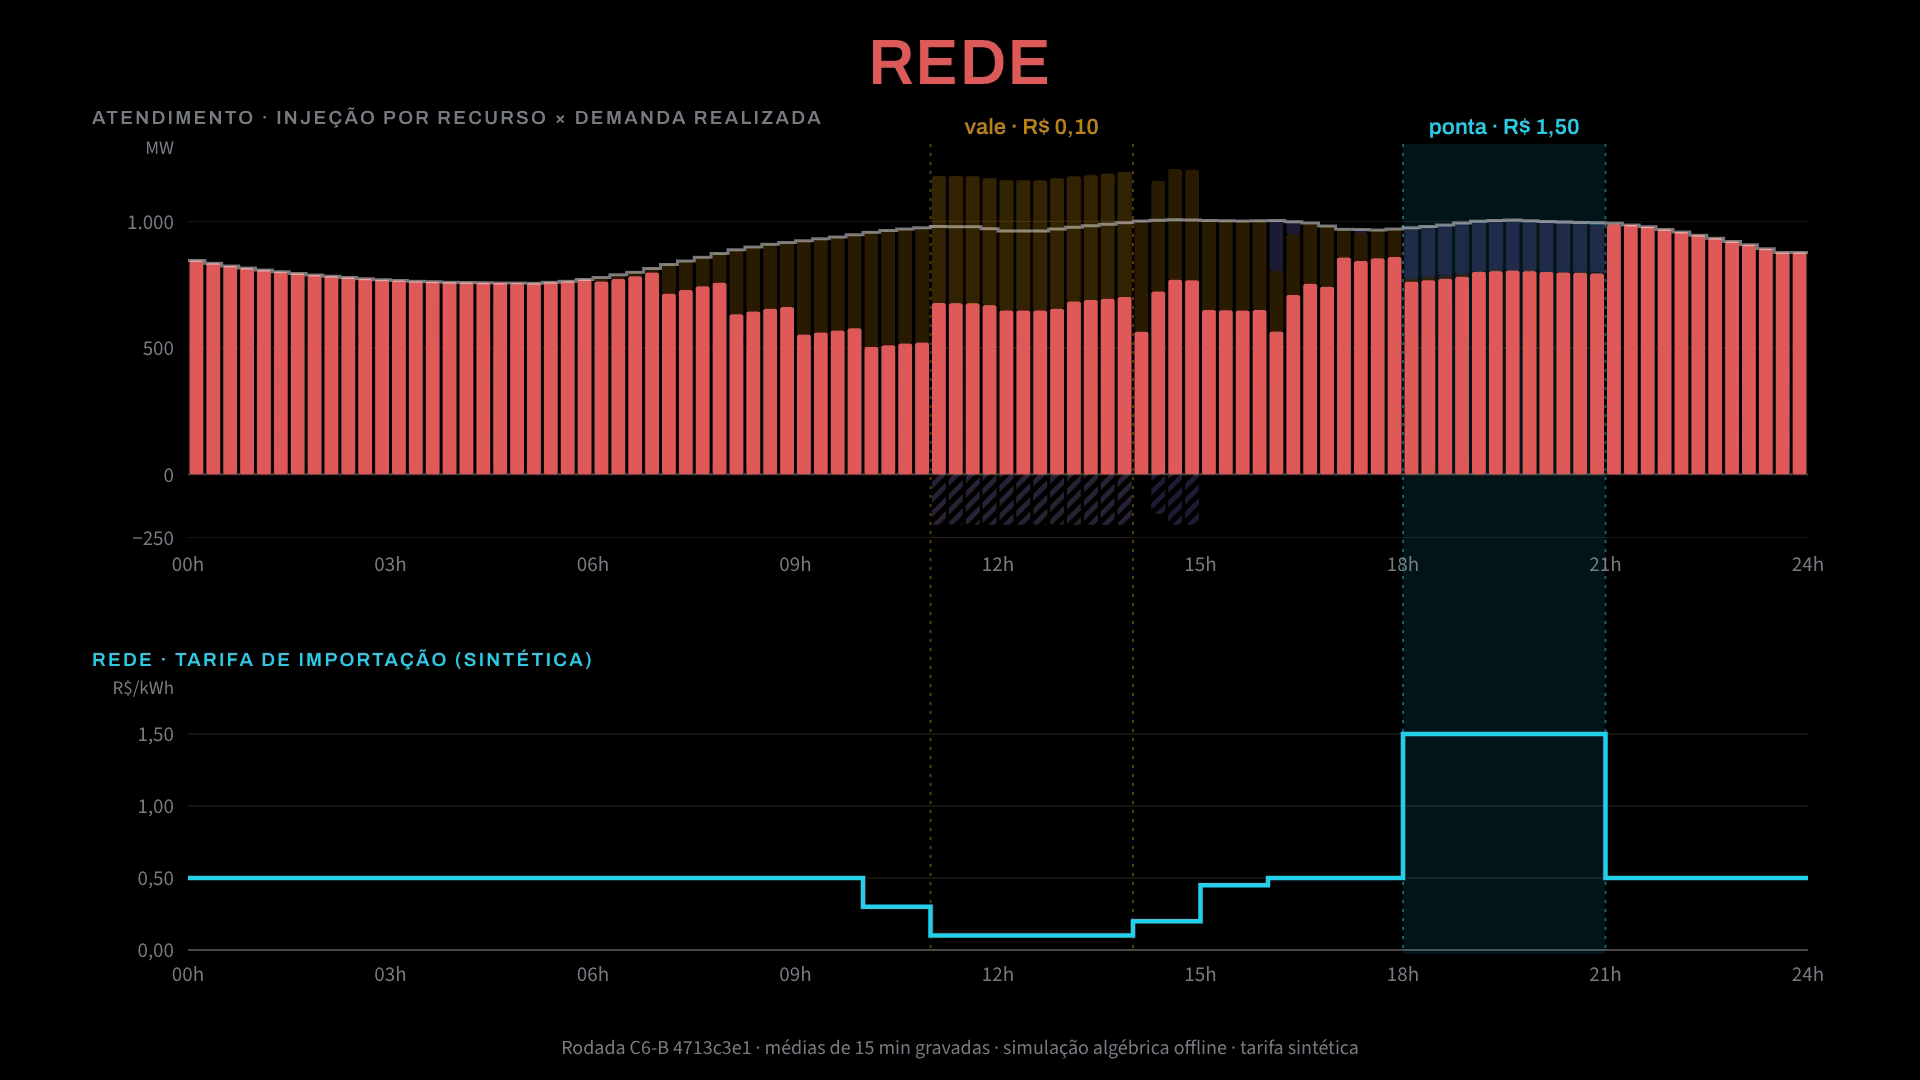 REDE
ATENDIMENTO · INJEÇÃO POR RECURSO × DEMANDA REALIZADA
vale · R$ 0,10
ponta · R$ 1,50
MW
1.000
500
0
−250
00h 03h 06h 09h 12h 15h 18h 21h 24h
REDE · TARIFA DE IMPORTAÇÃO (SINTÉTICA)
R$/kWh
1,50
1,00
0,50
0,00
00h 03h 06h 09h 12h 15h 18h 21h 24h
Rodada C6-B 4713c3e1 · médias de 15 min gravadas · simulação algébrica offline · tarifa sintética